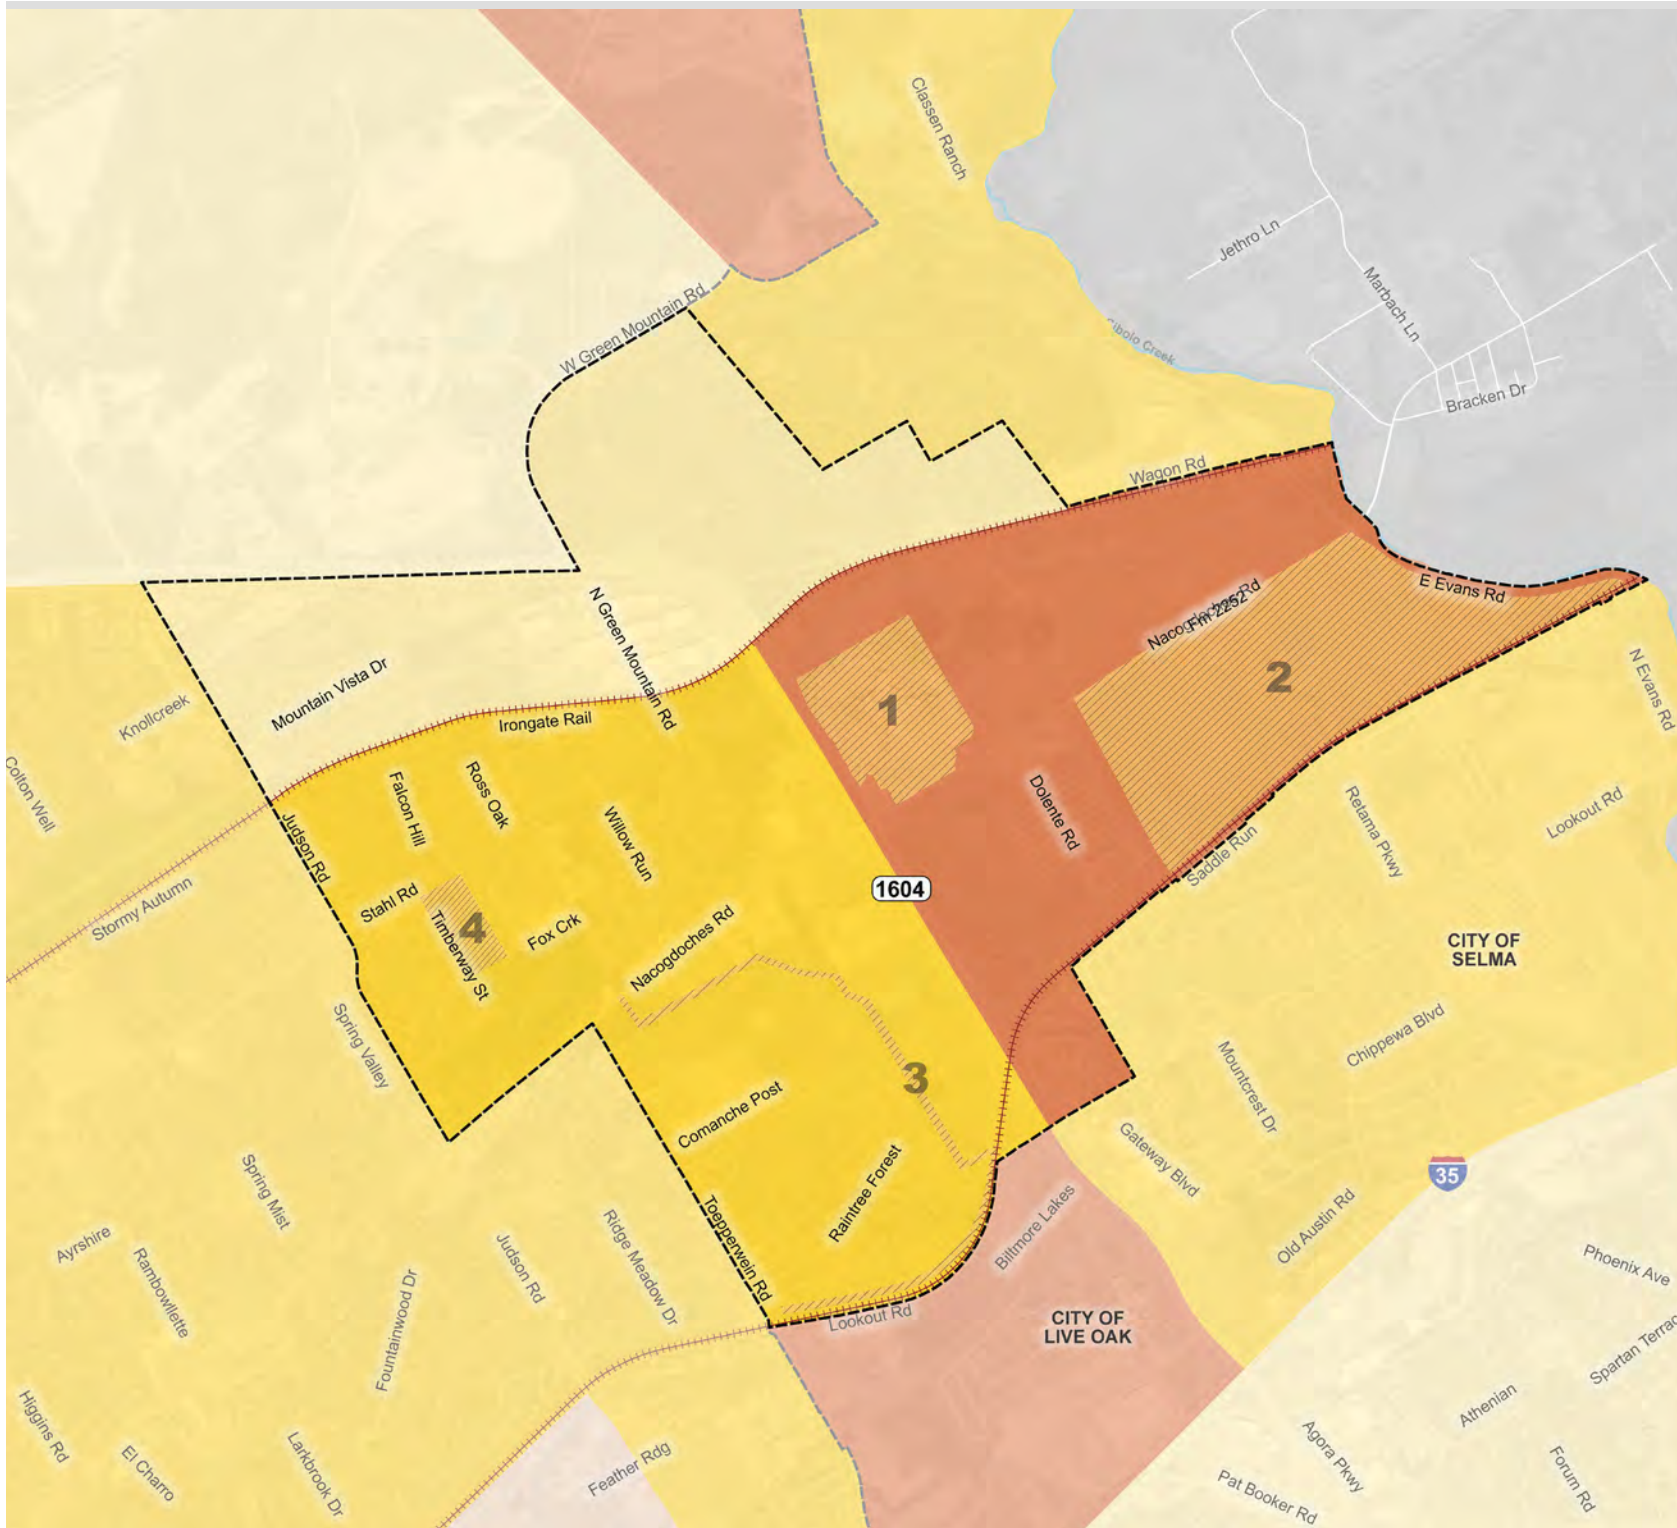 Classen Ranch
Jethro Ln
Marbach Ln
W Green Mountain Rd
Cibolo Creek
Bracken Dr
Wagon Rd
E Evans Rd
Nacogdoches Rd
Fm 2252
N Green Mountain Rd
Mountain Vista Dr
Knollcreek
Irongate Rail
1
2
N Evans Rd
Colton Well
Falcon Hill
Ross Oak
Willow Run
Judson Rd
Dolente Rd
Retama Pkwy
Lookout Rd
Saddle Run
1604
Stormy Autumn
Stahl Rd
4
Timberway St
Fox Crk
Nacogdoches Rd
CITY OF
SELMA
Spring Valley
Chippewa Blvd
Mountcrest Dr
3
Comanche Post
Gateway Blvd
35
Raintree Forest
Spring Mist
Toepperwein Rd
Biltmore Lakes
Old Austin Rd
Ayrshire
Rambowllette
Judson Rd
Ridge Meadow Dr
Phoenix Ave
Fountainwood Dr
Lookout Rd
CITY OF
LIVE OAK
Spartan Terrac
Higgins Rd
El Charro
Larkbrook Dr
Feather Rdg
Athenian
Agora Pkwy
Pat Booker Rd
Forum Rd